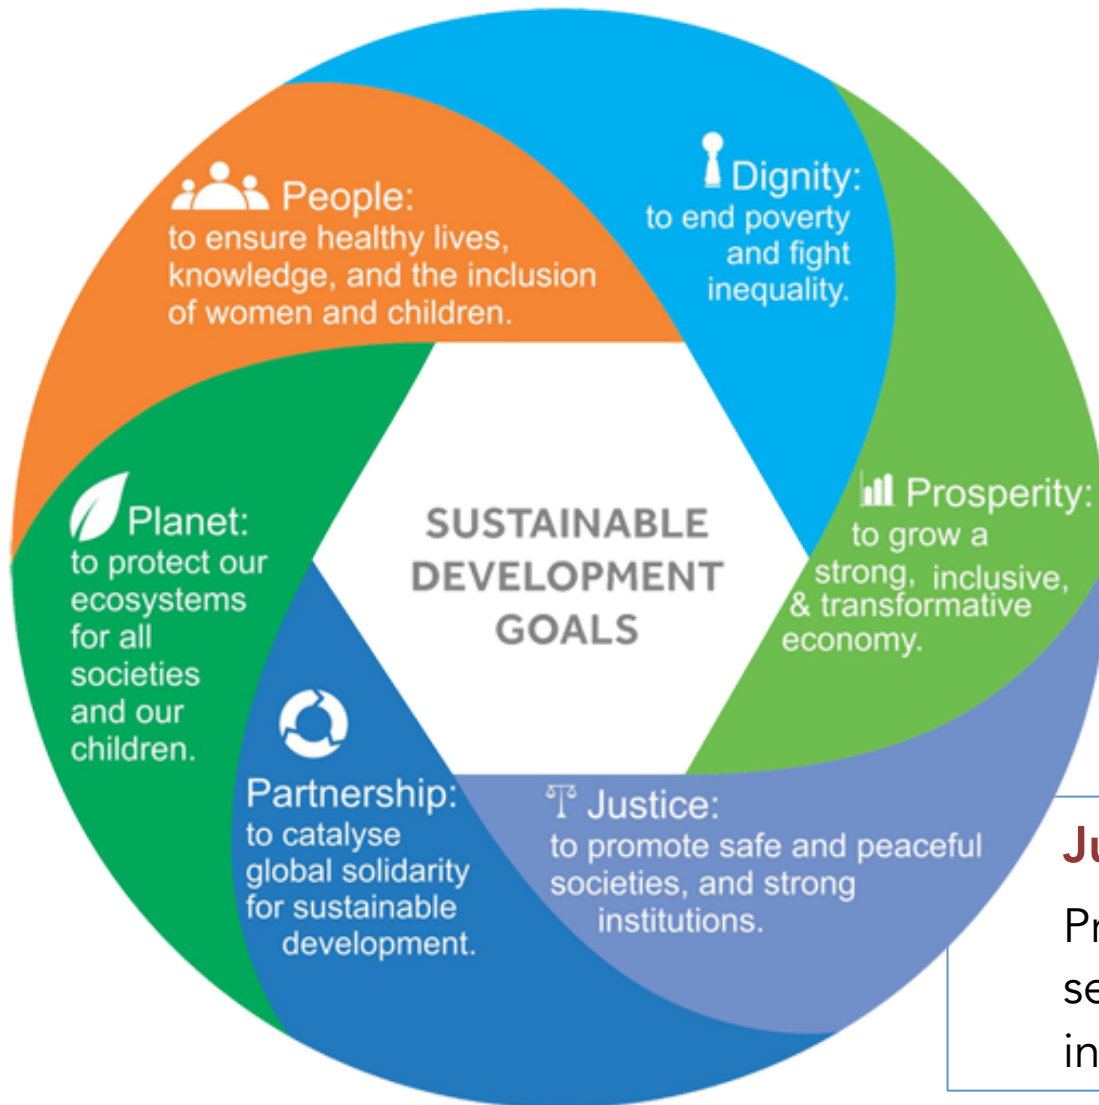 People:
to ensure healthy lives,
knowledge, and the inclusion
of women and children.
Dignity:
to end poverty
and fight
inequality.
Planet:
to protect our
ecosystems
for all
societies
and our
children.
SUSTAINABLE
DEVELOPMENT
GOALS
Prosperity:
to grow a
strong, inclusive,
& transformative
economy.
Partnership:
to catalyse
global solidarity
for sustainable
development.
Justice:
to promote safe and peaceful
societies, and strong
institutions.